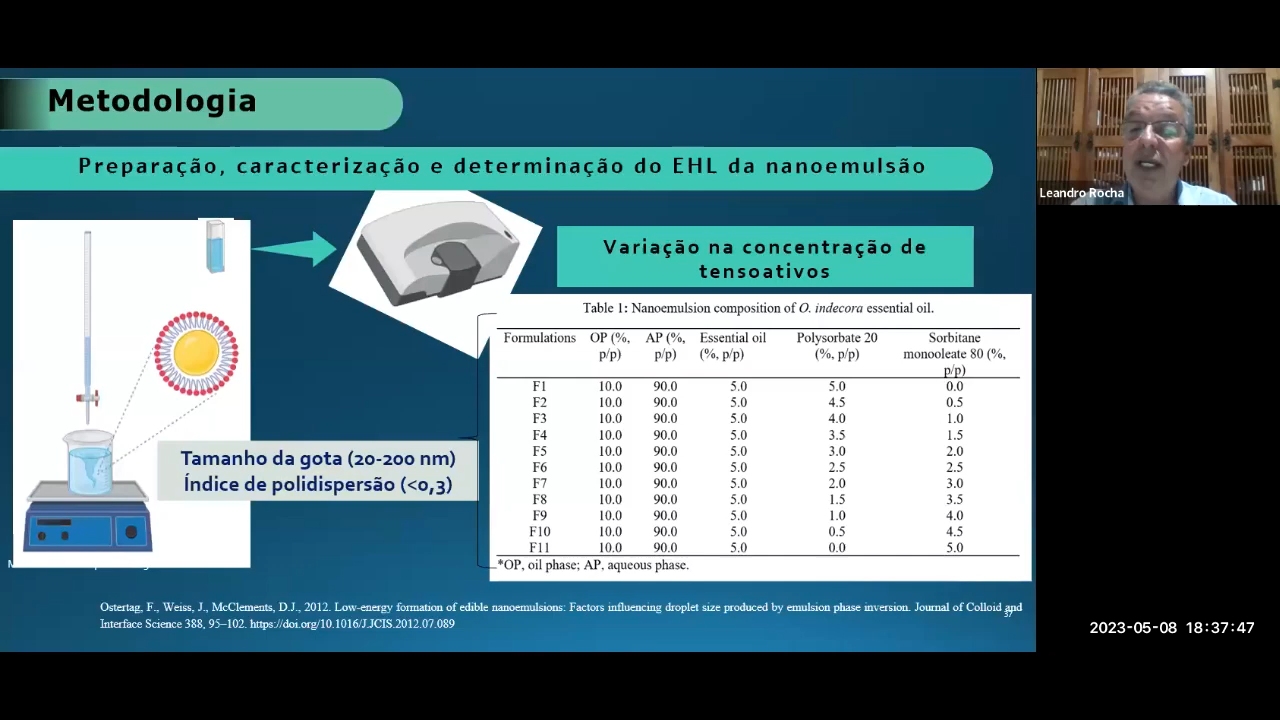 Metodologia
Preparação, caracterização e determinação do EHL da nanoemulsão
Leandro Rocha
Variação na concentração de
tensoativos
Table 1: Nanoemulsion composition of O. indecora essential oil.
Formulations OP (%, p/p) AP (%, p/p) Essential oil (%, p/p) Polysorbate 20 (%, p/p) Sorbitane monooleate 80 (%, p/p)
F1 10.0 90.0 5.0 5.0 0.0
F2 10.0 90.0 5.0 4.5 0.5
F3 10.0 90.0 5.0 4.0 1.0
F4 10.0 90.0 5.0 3.5 1.5
F5 10.0 90.0 5.0 3.0 2.0
F6 10.0 90.0 5.0 2.5 2.5
F7 10.0 90.0 5.0 2.0 3.0
F8 10.0 90.0 5.0 1.5 3.5
F9 10.0 90.0 5.0 1.0 4.0
F10 10.0 90.0 5.0 0.5 4.5
F11 10.0 90.0 5.0 0.0 5.0
*OP, oil phase; AP, aqueous phase.
Tamanho da gota (20-200 nm)
Índice de polidispersão (<0,3)
Ostertag, F., Weiss, J., McClements, D.J., 2012. Low-energy formation of edible nanoemulsions: Factors influencing droplet size produced by emulsion phase inversion. Journal of Colloid and
Interface Science 388, 95–102. https://doi.org/10.1016/J.JCIS.2012.07.089
37
2023-05-08 18:37:47